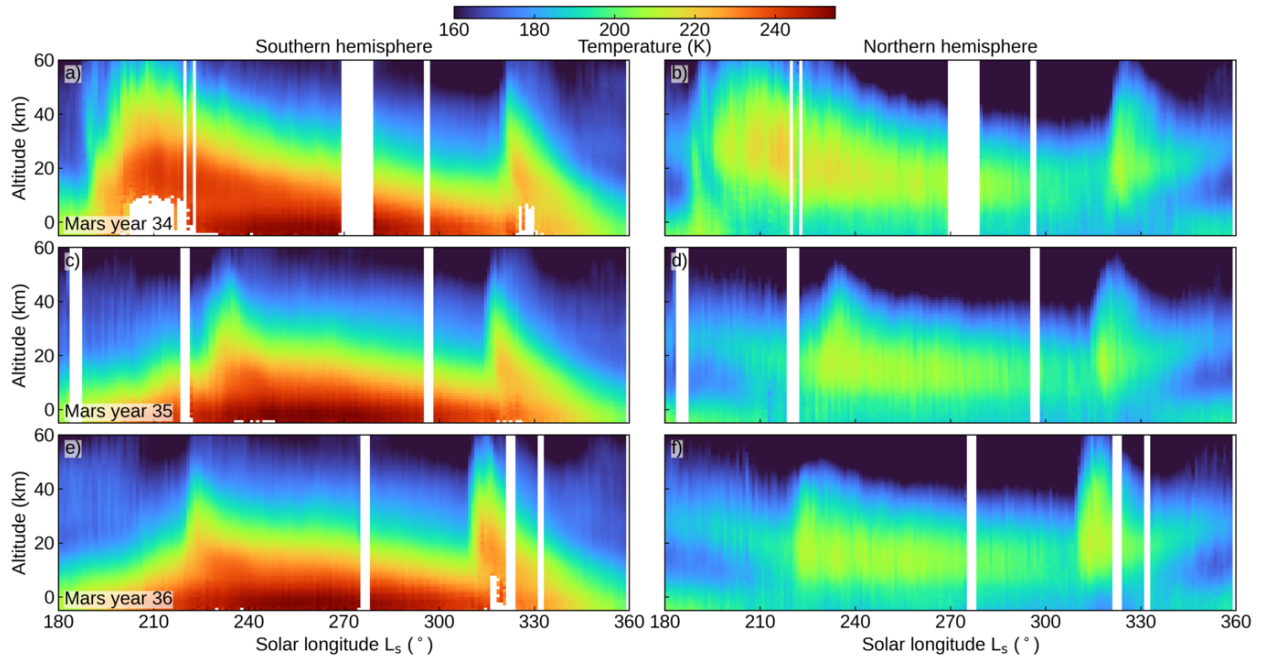 160 180 200 220 240
Southern hemisphere Temperature (K) Northern hemisphere
60 a) b)
Altitude (km) 40
20
0 Mars year 34
60 c) d)
Altitude (km) 40
20
0 Mars year 35
60 e) f)
Altitude (km) 40
20
0 Mars year 36
180 210 240 270 300 330 360 180 210 240 270 300 330 360
Solar longitude Ls (°) Solar longitude Ls (°)